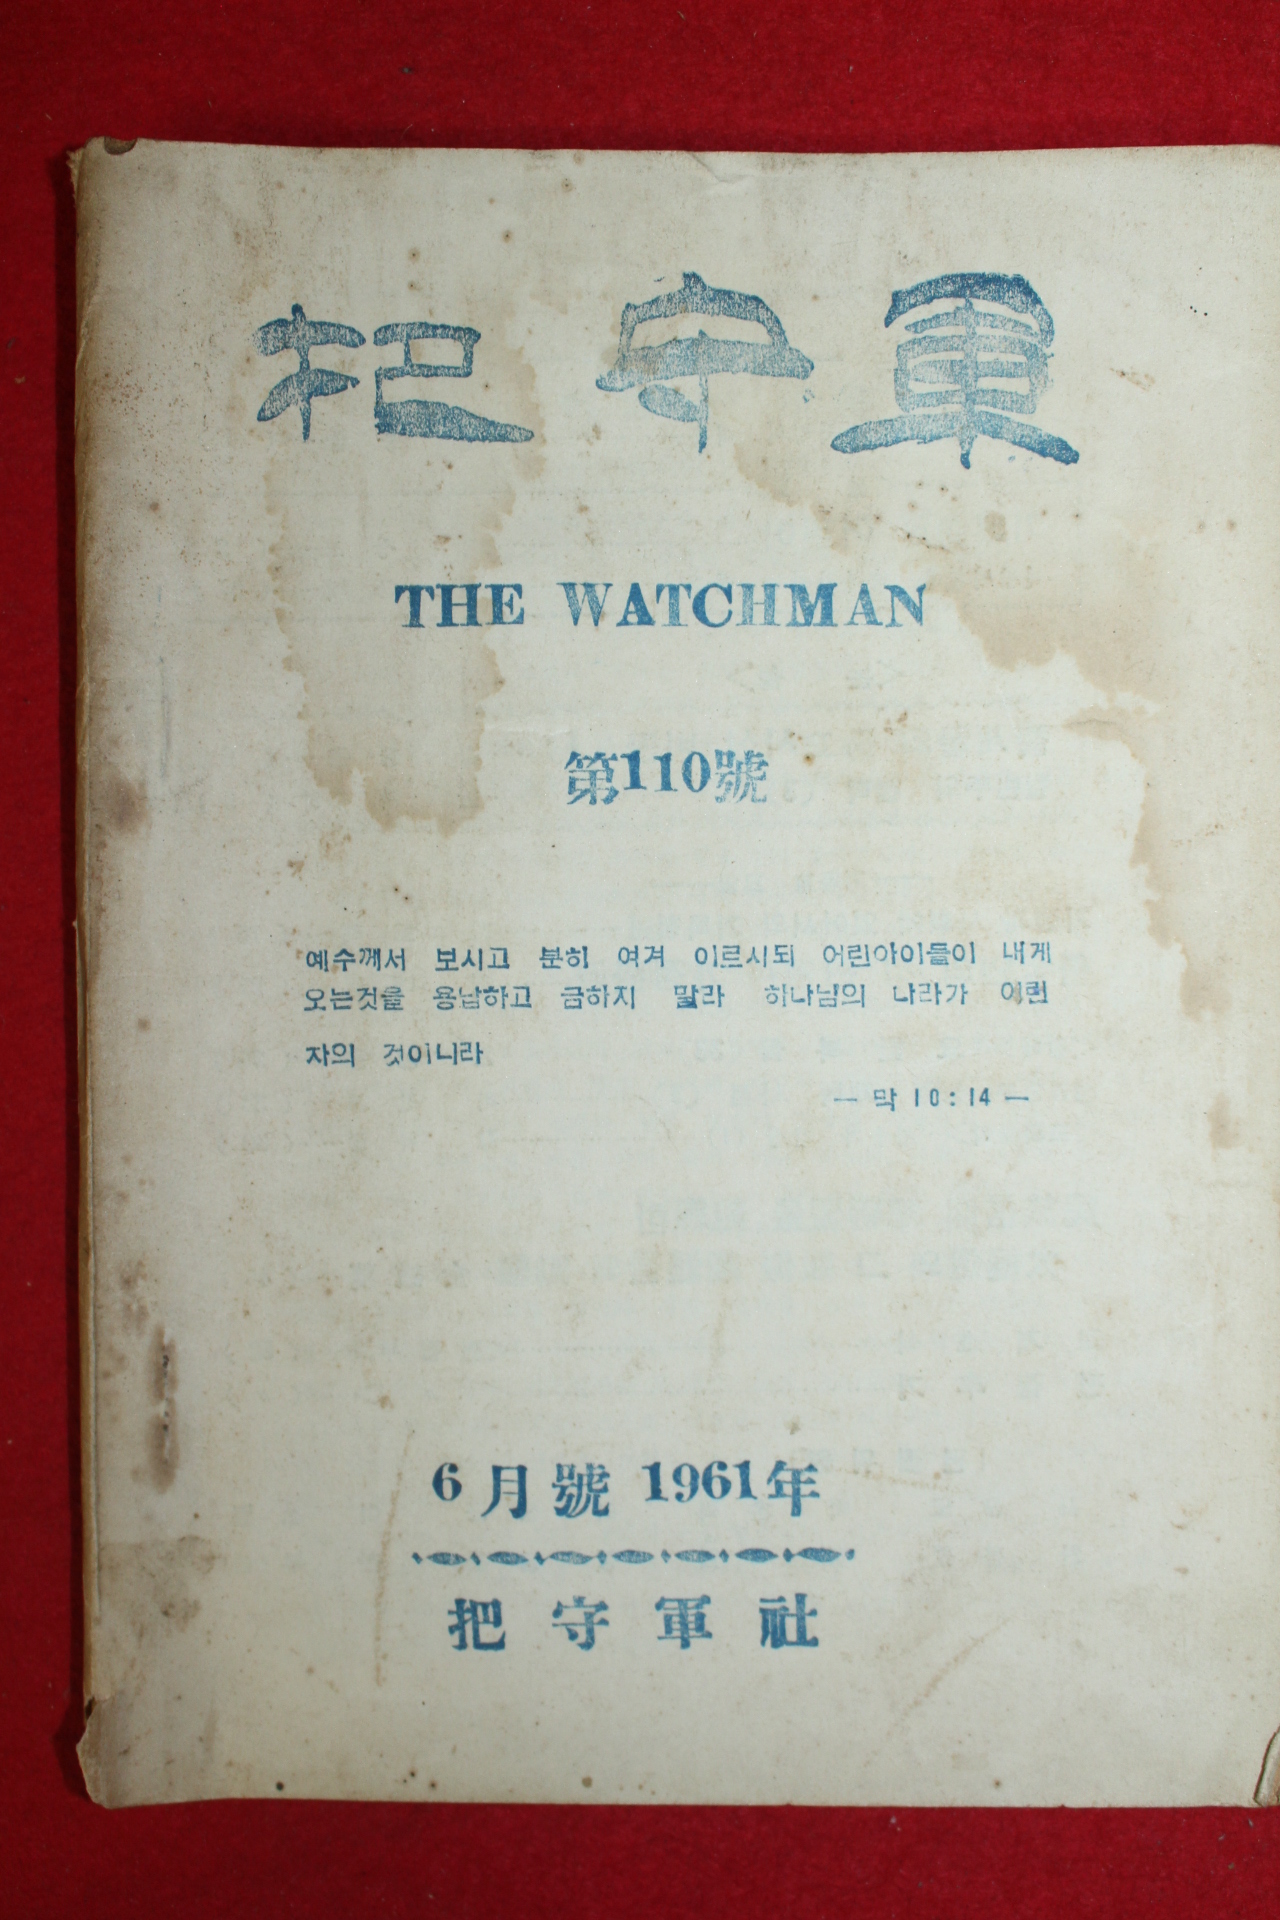 把守軍
THE WATCHMAN
第110號
예수께서 보시고 분히 여겨 이르시되 어린아이들이 내게
오는것을 용납하고 금하지 말라 하나님의 나라가 이런
자의 것이니라
— 막 10:14 —
6月號 1961年
把守軍社